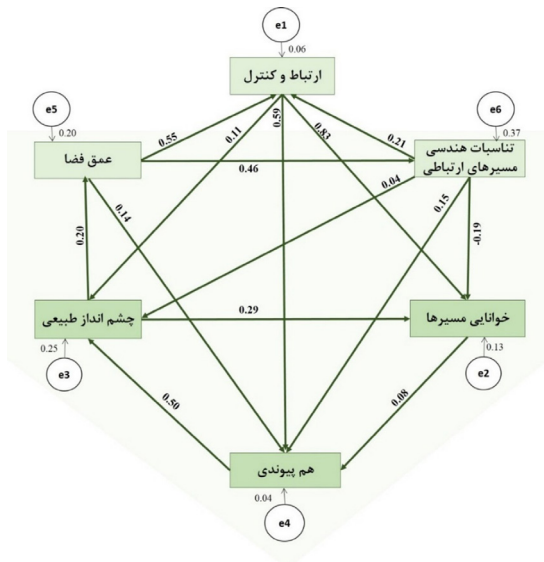 e1
0.06
ارتباط و کنترل
e5
0.20
e6
0.37
عمق فضا
تناسبات هندسی
مسیرهای ارتباطی
0.55
0.11
0.59
0.83
0.21
0.46
0.04
0.14
0.15
0.20
-0.19
چشم انداز طبیعی
0.29
خوانایی مسیرها
0.25
e3
0.13
e2
0.50
0.08
هم پیوندی
0.04
e4